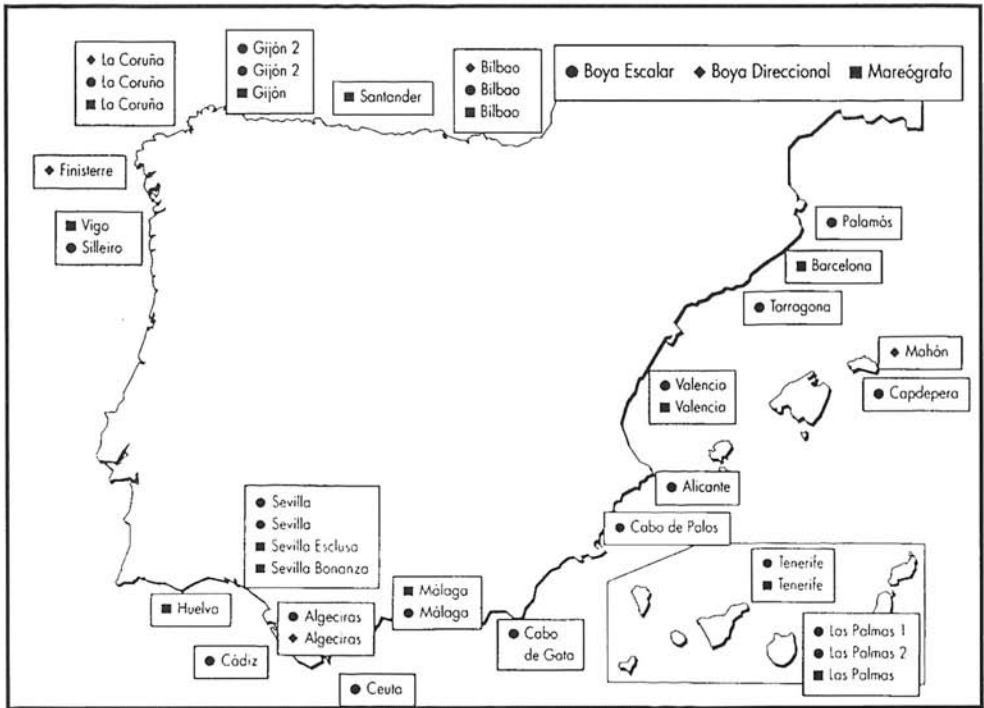 La Coruña
La Coruña
La Coruña
Gijón 2
Gijón 2
Gijón
Santander
Bilbao
Bilbao
Bilbao
Boya Escalar Boya Direccional Mareógrafo
Finisterre
Vigo
Silleiro
Palamós
Barcelona
Tarragona
Mahón
Capdepera
Valencia
Valencia
Alicante
Cabo de Palos
Sevilla
Sevilla
Sevilla Esclusa
Sevilla Bonanza
Huelva
Algeciras
Algeciras
Málaga
Málaga
Cabo
de Gata
Cádiz
Ceuta
Tenerife
Tenerife
Las Palmas 1
Las Palmas 2
Las Palmas